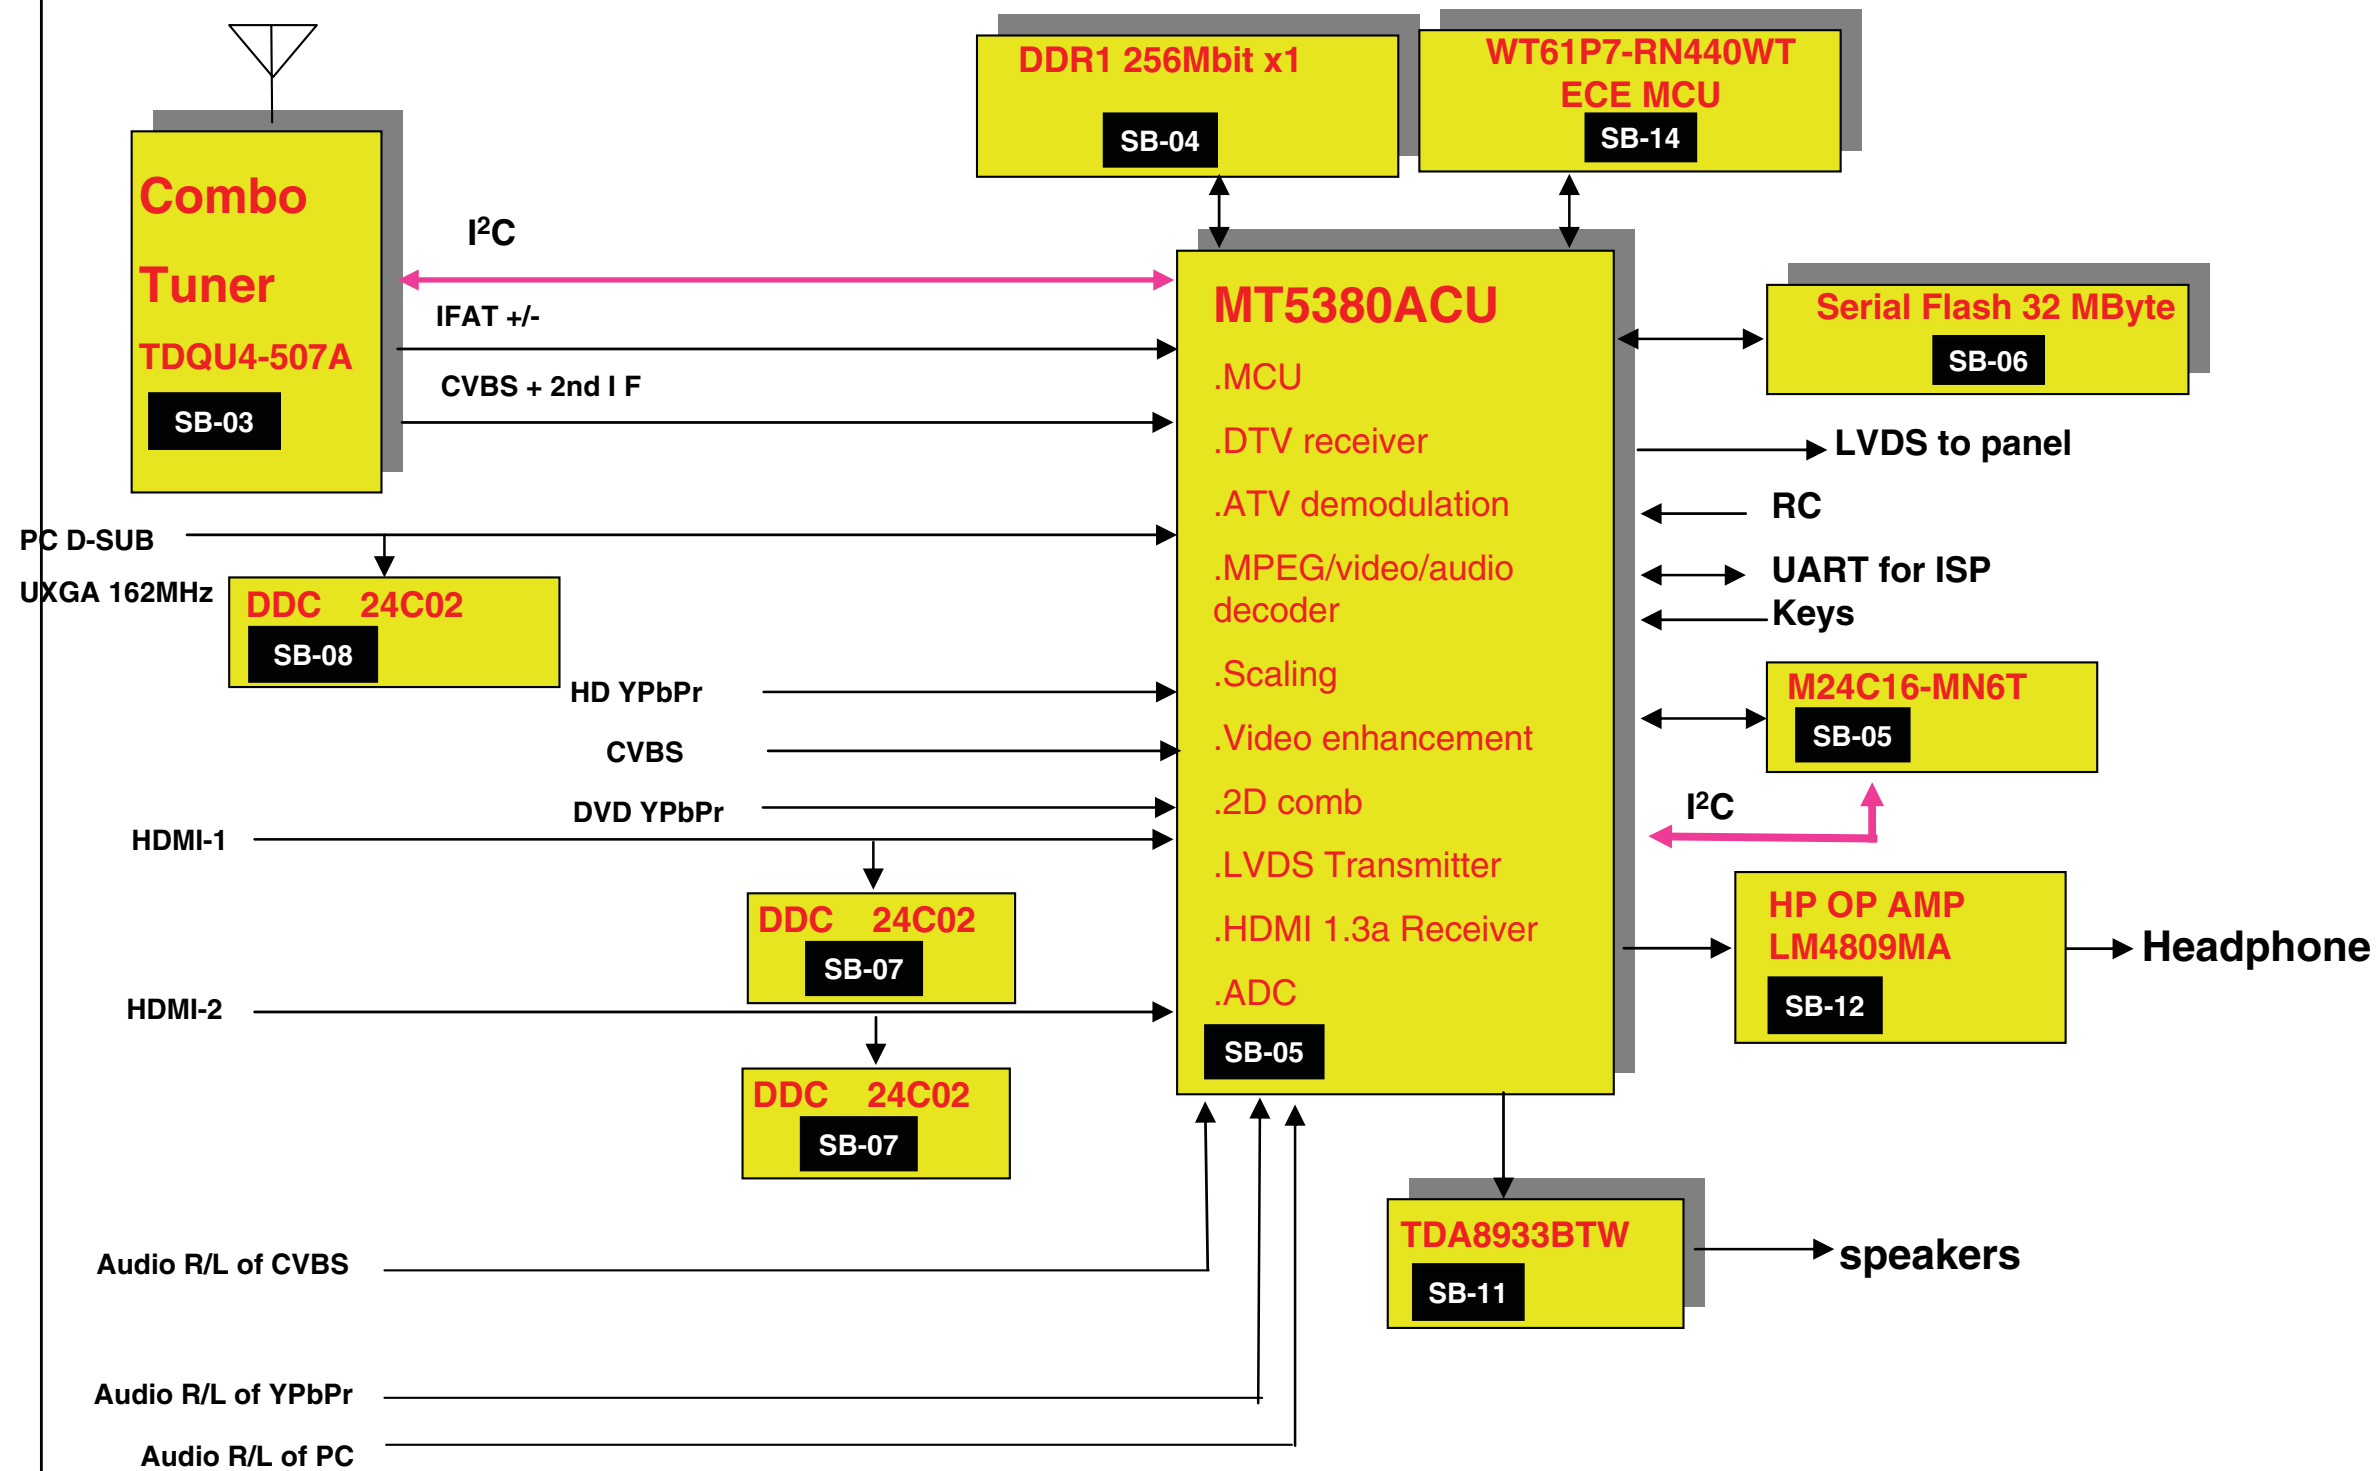 DDR1 256Mbit x1
SB-04
WT61P7-RN440WT
ECE MCU
SB-14
Combo
Tuner
TDQU4-507A
SB-03
I²C
IFAT +/-
CVBS + 2nd I F
PC D-SUB
UXGA 162MHz
DDC 24C02
SB-08
HD YPbPr
CVBS
DVD YPbPr
HDMI-1
DDC 24C02
SB-07
HDMI-2
DDC 24C02
SB-07
Audio R/L of CVBS
Audio R/L of YPbPr
Audio R/L of PC
MT5380ACU
.MCU
.DTV receiver
.ATV demodulation
.MPEG/video/audio
decoder
.Scaling
.Video enhancement
.2D comb
.LVDS Transmitter
.HDMI 1.3a Receiver
.ADC
SB-05
Serial Flash 32 MByte
SB-06
LVDS to panel
RC
UART for ISP
Keys
M24C16-MN6T
SB-05
I²C
HP OP AMP
LM4809MA
SB-12
Headphone
TDA8933BTW
SB-11
speakers